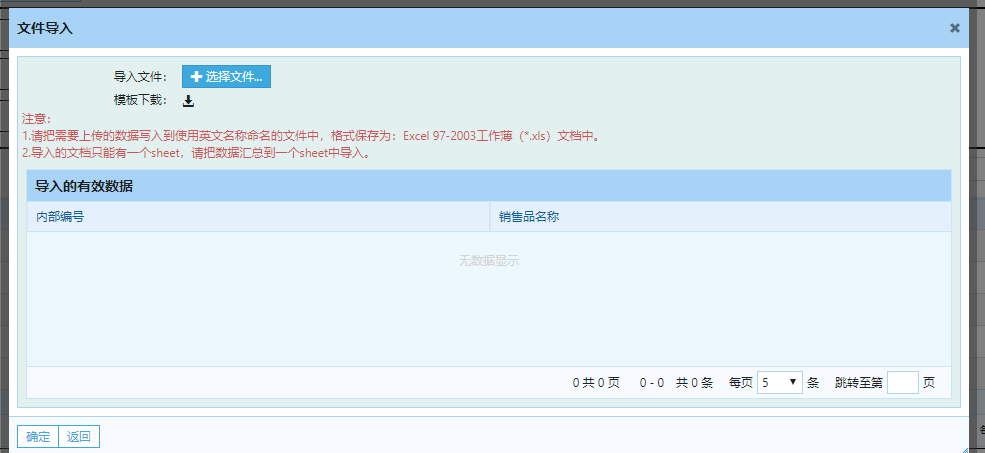 文件导入
导入文件： 选择文件...
模板下载：
注意：
1.请把需要上传的数据写入到使用英文名称命名的文件中，格式保存为：Excel 97-2003工作薄（*.xls）文档中。
2.导入的文档只能有一个sheet，请把数据汇总到一个sheet中导入。
导入的有效数据
内部编号 销售品名称
无数据显示
0 共 0 页 0 - 0 共 0 条 每页 5 条 跳转至第 页
确定 返回